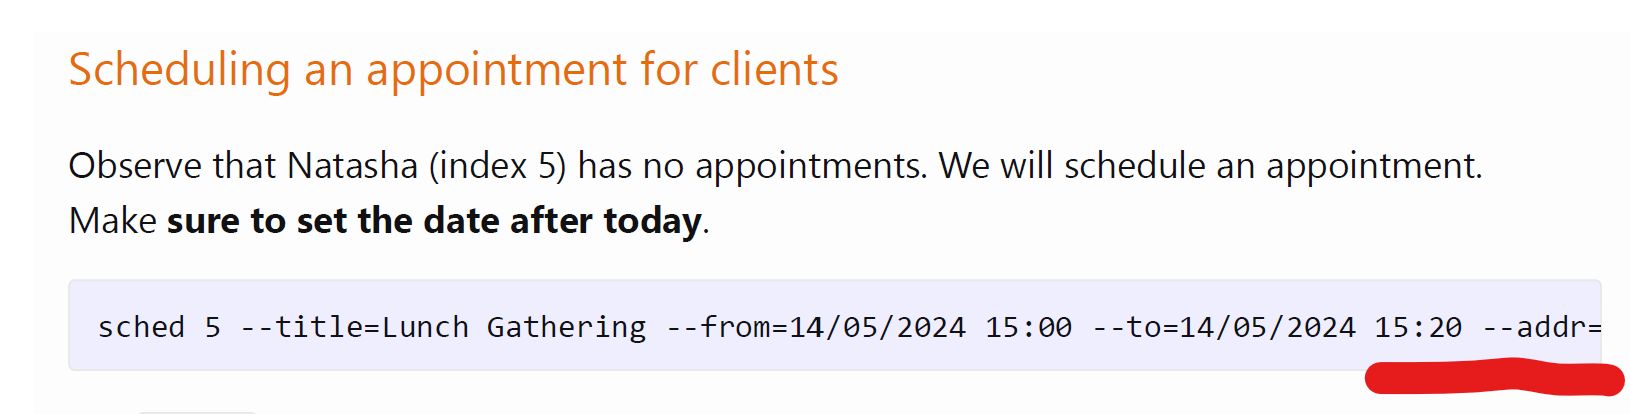 Scheduling an appointment for clients
Observe that Natasha (index 5) has no appointments. We will schedule an appointment.
Make sure to set the date after today.
sched 5 --title=Lunch Gathering --from=14/05/2024 15:00 --to=14/05/2024 15:20 --addr=